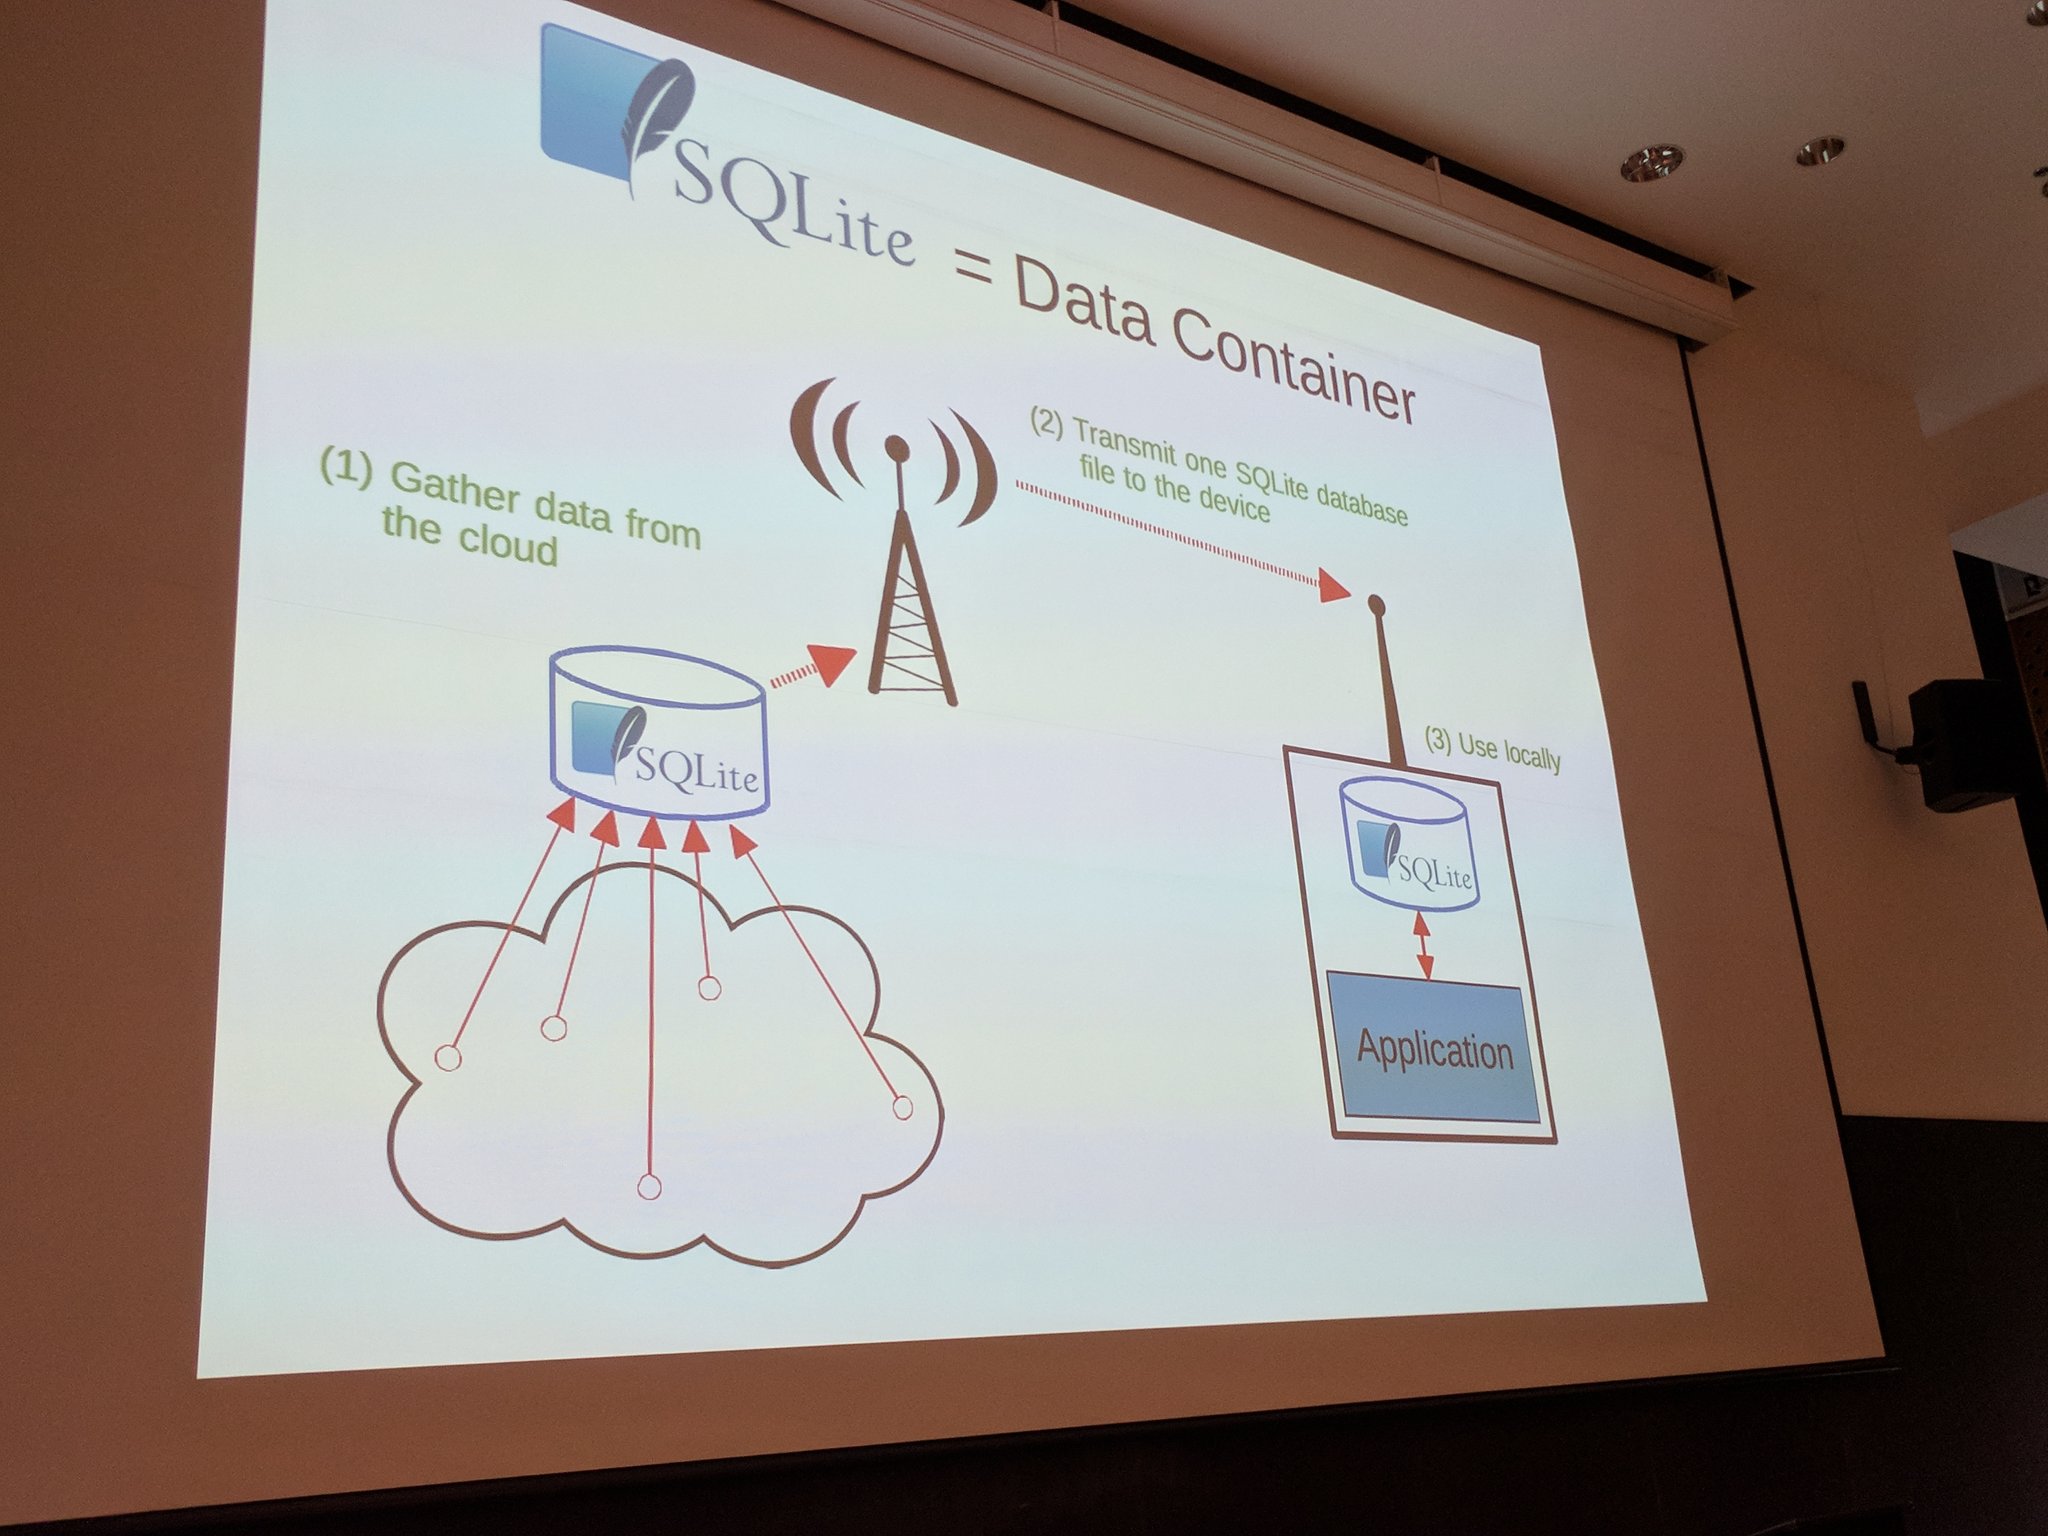 SQLite = Data Container
(1) Gather data from
the cloud
(2) Transmit one SQLite database
file to the device
(3) Use locally
SQLite
SQLite
Application